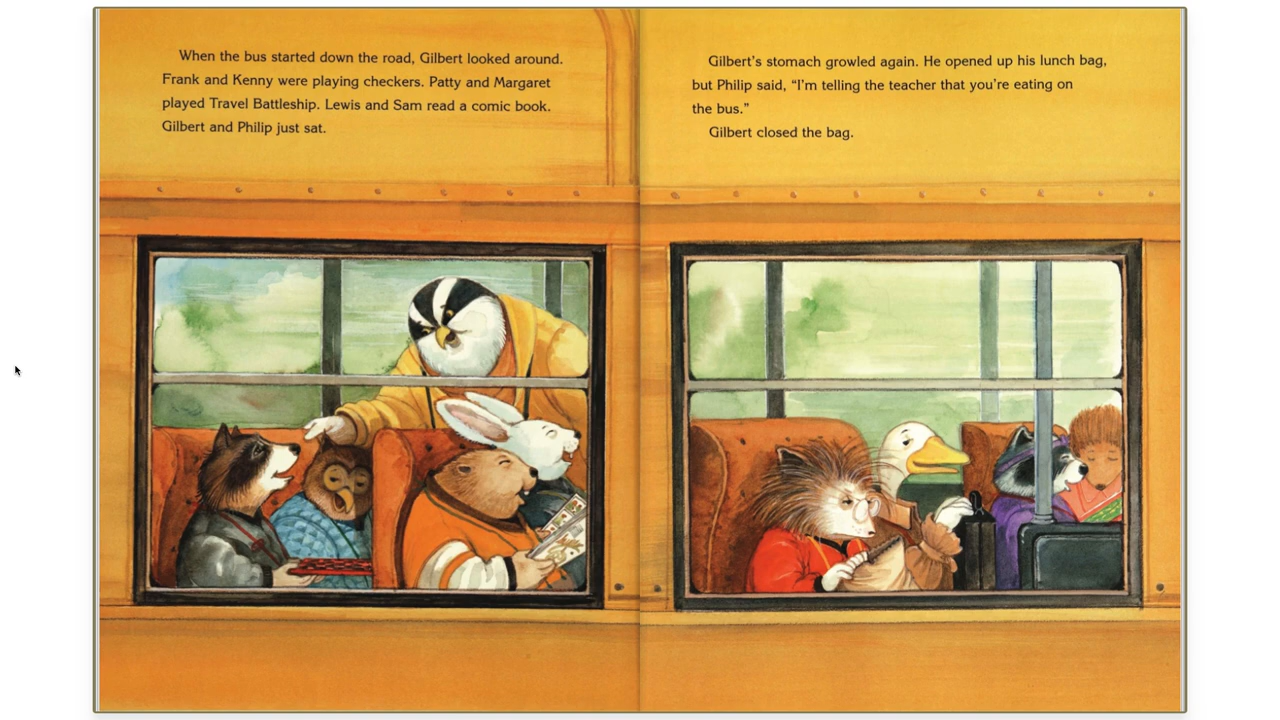 When the bus started down the road, Gilbert looked around.
Frank and Kenny were playing checkers. Patty and Margaret
played Travel Battleship. Lewis and Sam read a comic book.
Gilbert and Philip just sat.
Gilbert’s stomach growled again. He opened up his lunch bag,
but Philip said, “I’m telling the teacher that you’re eating on
the bus.”
Gilbert closed the bag.